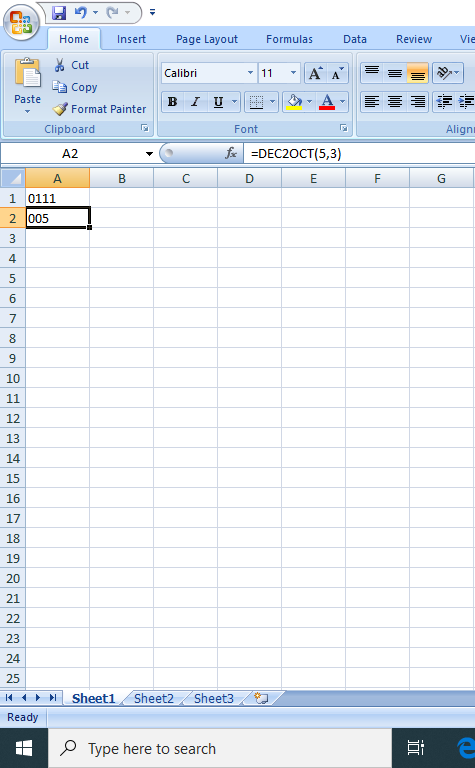 Home Insert Page Layout Formulas Data Review Vie
Paste Cut
Copy
Format Painter
Calibri 11 A A
B I U A
Clipboard Font Alignr
A2 fx =DEC2OCT(5,3)
A B C D E F G
1 0111
2 005
3
4
5
6
7
8
9
10
11
12
13
14
15
16
17
18
19
20
21
22
23
24
25
Sheet1 Sheet2 Sheet3
Ready
Type here to search